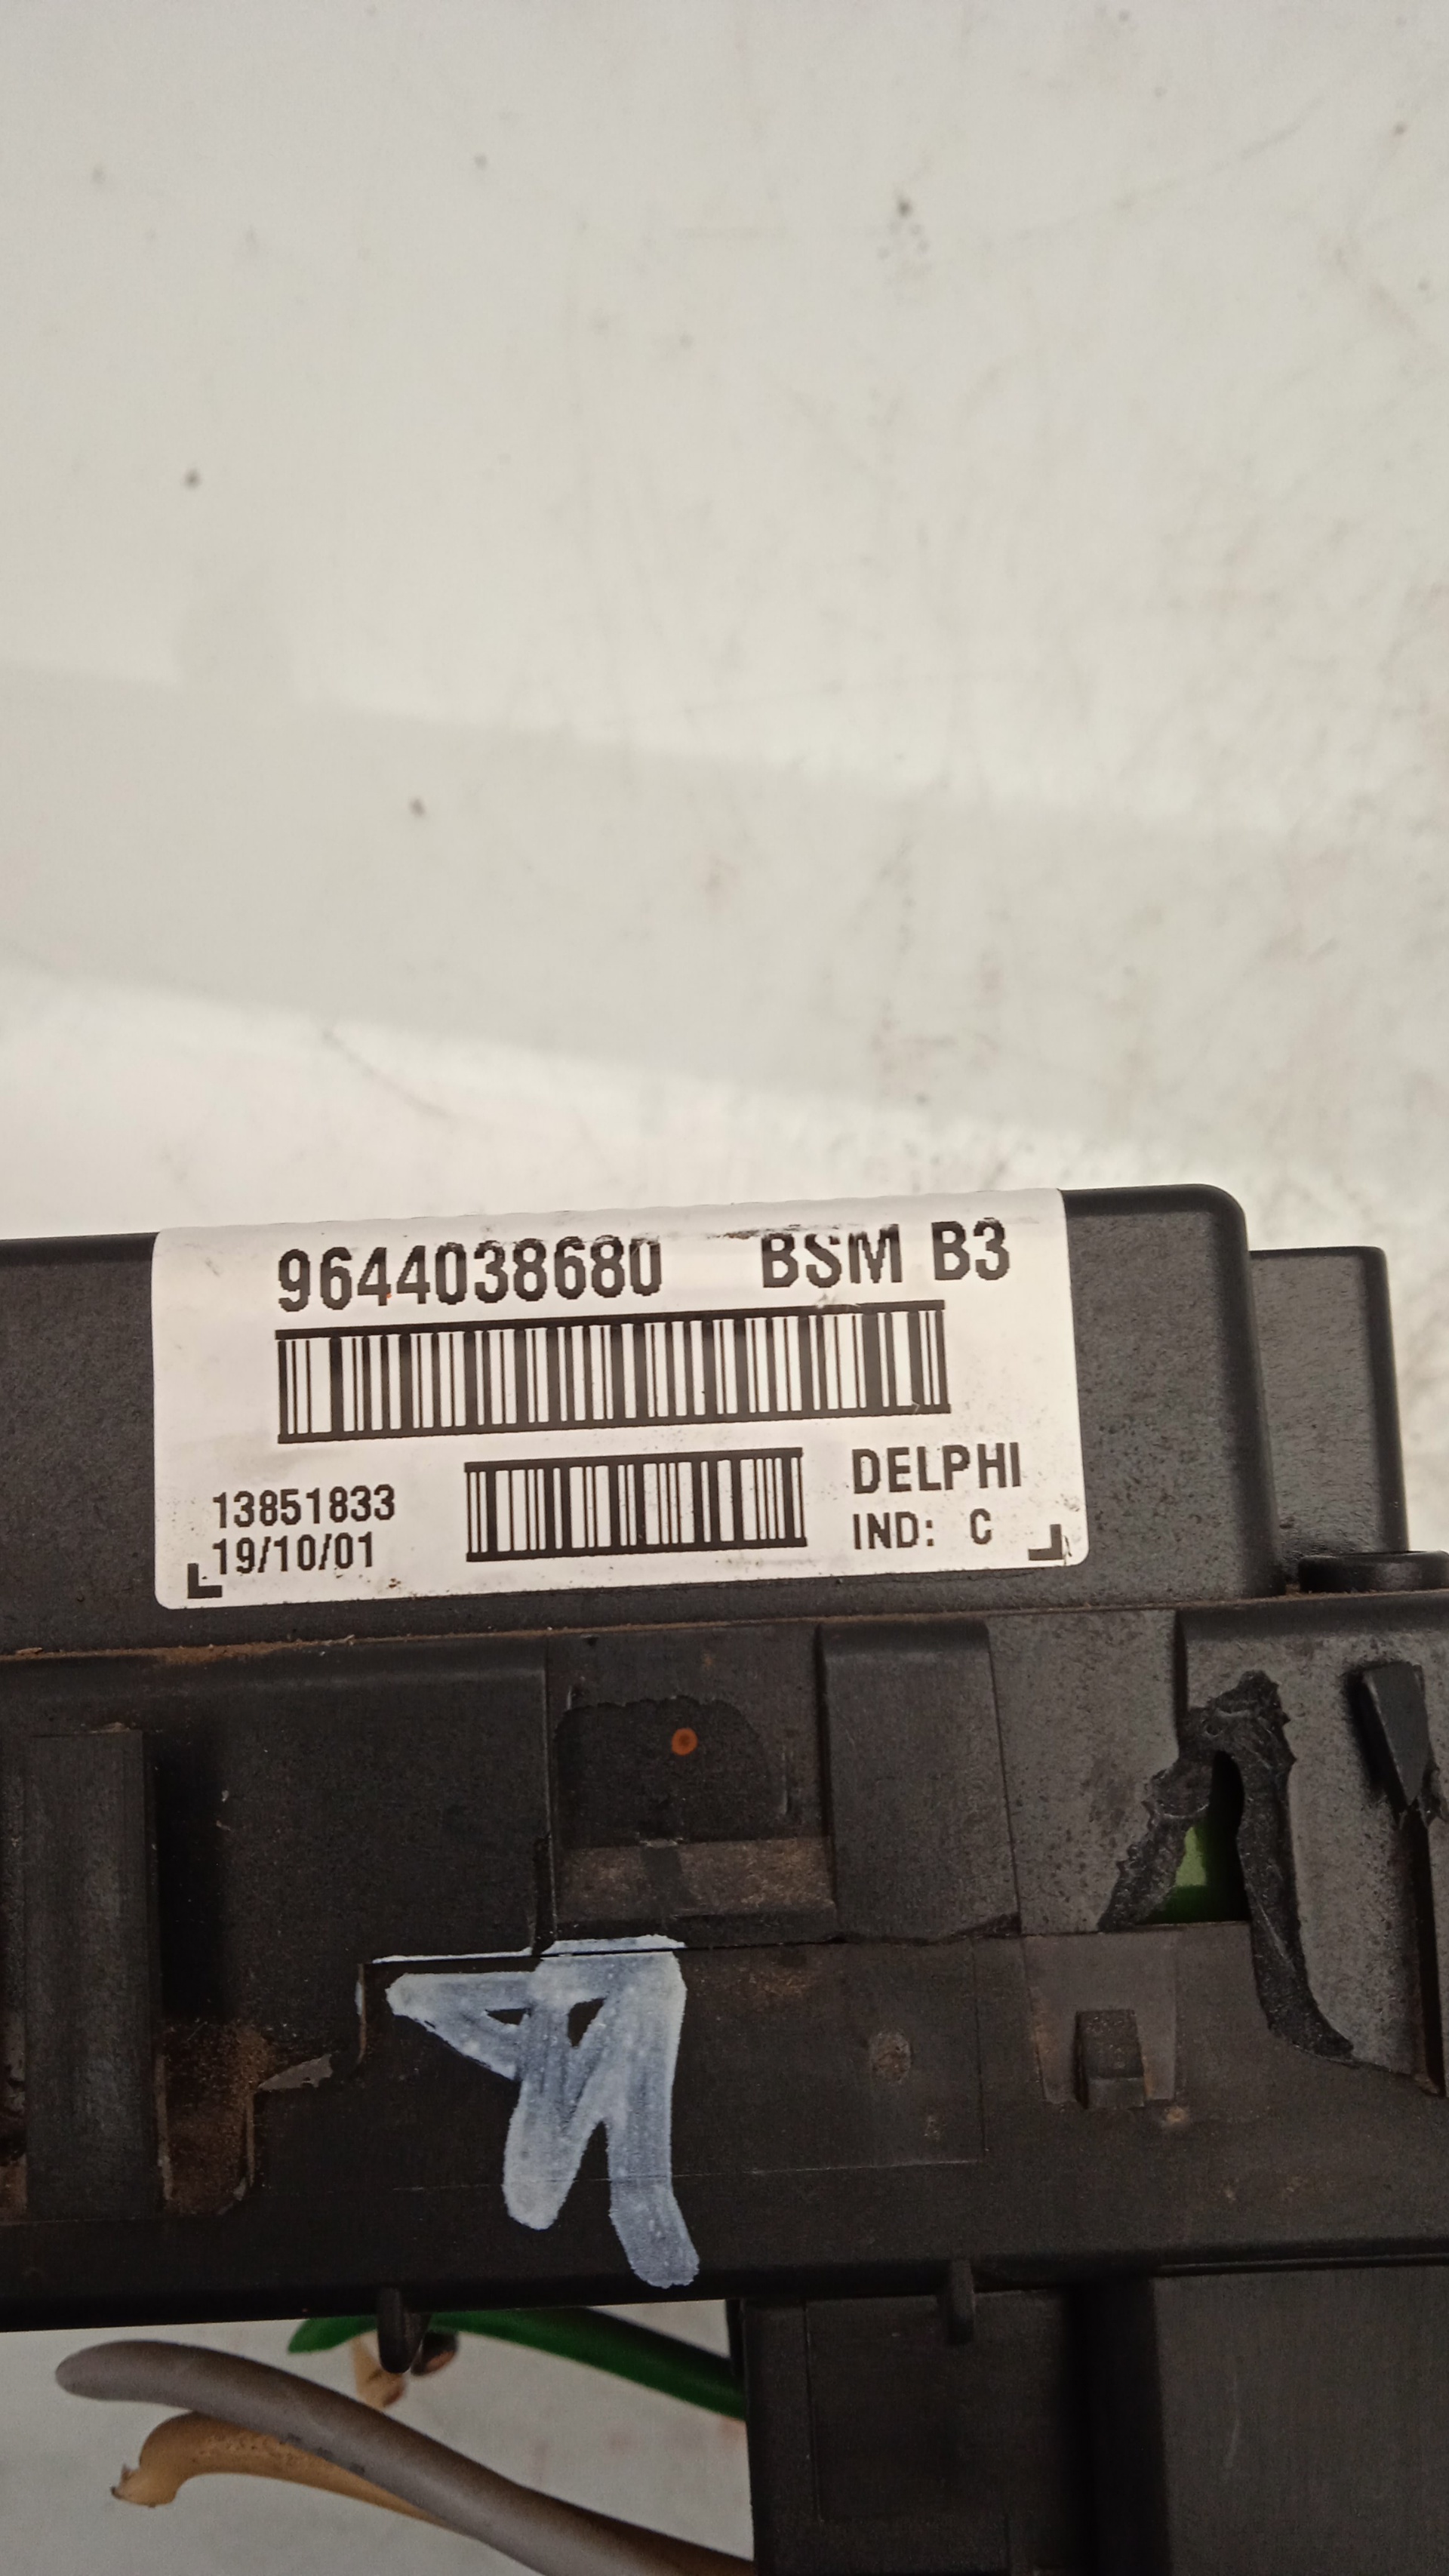 9644038680 BSM B3
DELPHI
13851833
IND: C
19/10/01